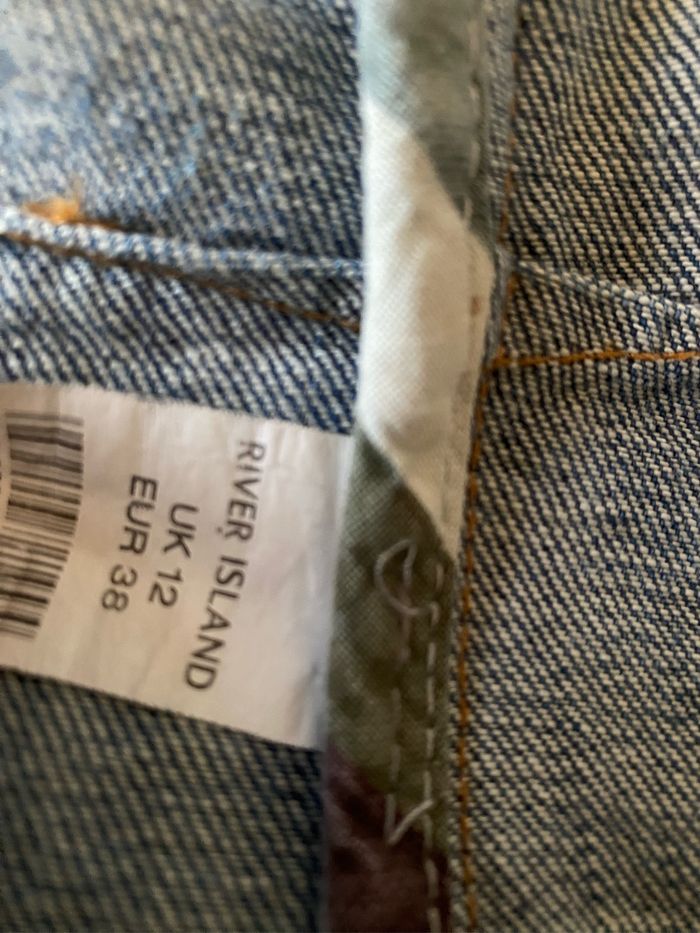 RIVER ISLAND
UK 12
EUR 38